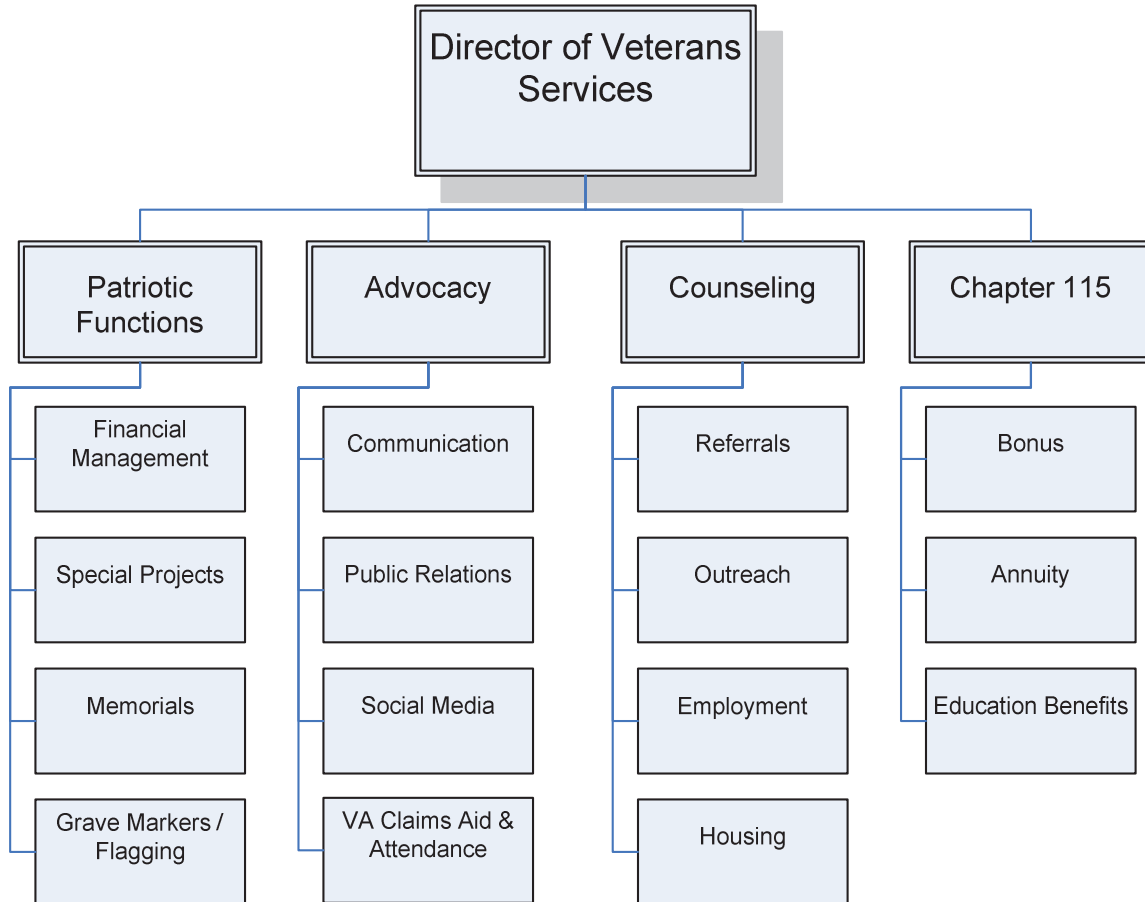 Director of Veterans
Services
Patriotic
Functions
Advocacy
Counseling
Chapter 115
Financial
Management
Communication
Referrals
Bonus
Special Projects
Public Relations
Outreach
Annuity
Memorials
Social Media
Employment
Education Benefits
Grave Markers /
Flagging
VA Claims Aid &
Attendance
Housing